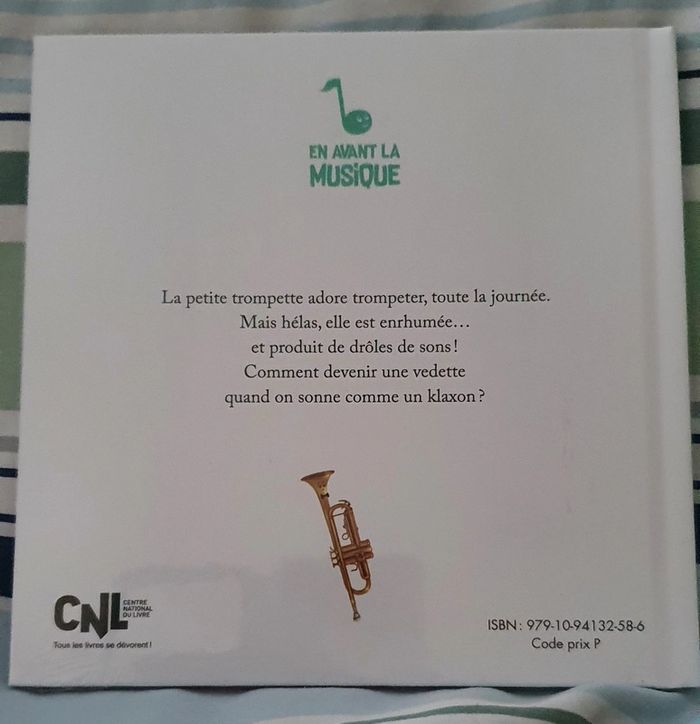 EN AVANT LA
MUSiQUE
La petite trompette adore trompeter, toute la journée.
Mais hélas, elle est enrhumée…
et produit de drôles de sons !
Comment devenir une vedette
quand on sonne comme un klaxon ?
CNL
CENTRE
NATIONAL
DU LIVRE
Tous les livres se dévorent !
ISBN : 979-10-94132-58-6
Code prix P